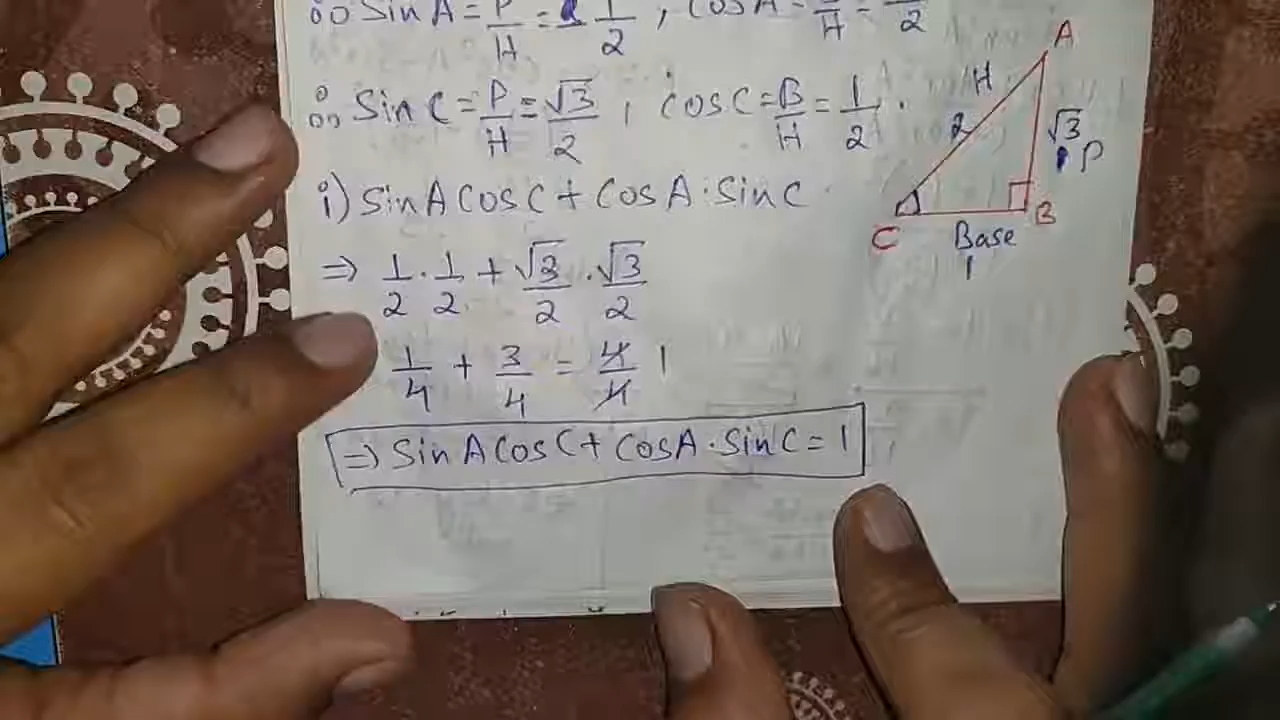 ∴ Sin A = P/H = 1/2 , Cos A = B/H = /2
∴ Sin C = P/H = √3/2 , Cos C = B/H = 1/2 .
i) Sin A Cos C + Cos A · Sin C
⇒ 1/2 · 1/2 + √3/2 · √3/2
1/4 + 3/4 = 4/4 1
⇒ Sin A Cos C + Cos A · Sin C = 1
A
H
2
√3
P
C
B
Base
1